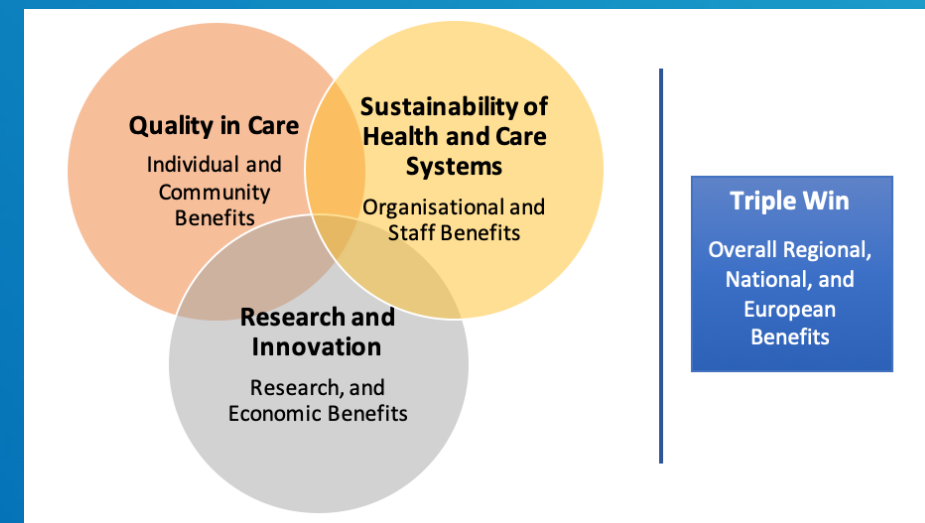 Quality in Care
Individual and
Community
Benefits
Sustainability of
Health and Care
Systems
Organisational and
Staff Benefits
Research and
Innovation
Research, and
Economic Benefits
Triple Win
Overall Regional,
National, and
European
Benefits